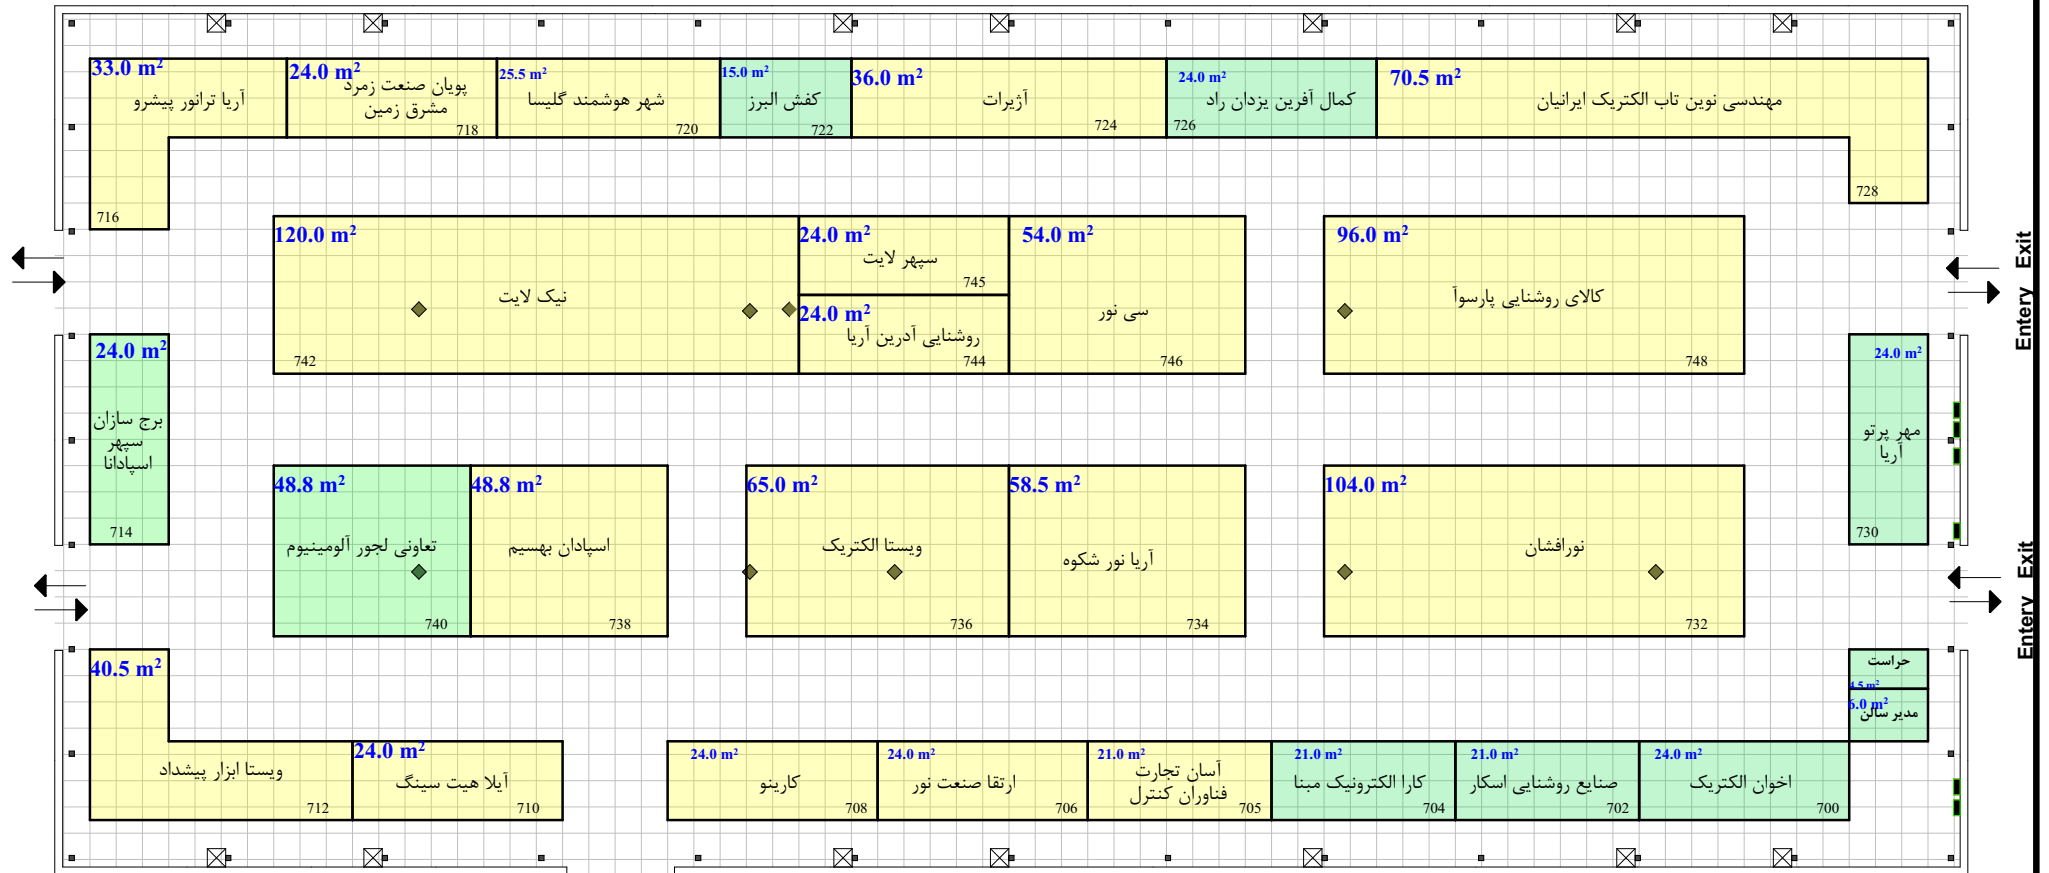 33.0 m²
آریا ترانور پیشرو
716
24.0 m²
پویان صنعت زمرد
مشرق زمین
718
25.5 m²
شهر هوشمند گلیسا
720
15.0 m²
کفش البرز
722
36.0 m²
آژیرات
724
24.0 m²
کمال آفرین یزدان راد
726
70.5 m²
مهندسی نوین تاب الکتریک ایرانیان
728
120.0 m²
نیک لایت
742
24.0 m²
سپهر لایت
745
24.0 m²
روشنایی آدرین آریا
744
54.0 m²
سی نور
746
96.0 m²
کالای روشنایی پارسوآ
748
Entery Exit
24.0 m²
برج سازان
سپهر
اسپادانا
714
24.0 m²
مهر پرتو
آریا
730
48.8 m²
تعاونی لجور آلومینیوم
740
48.8 m²
اسپادان بهسیم
738
65.0 m²
ویستا الکتریک
736
58.5 m²
آریا نور شکوه
734
104.0 m²
نورافشان
732
Entery Exit
حراست
4.5 m²
6.0 m²
مدیر سالن
40.5 m²
ویستا ابزار پیشداد
712
24.0 m²
آیلا هیت سینگ
710
24.0 m²
کارینو
708
24.0 m²
ارتقا صنعت نور
706
21.0 m²
آسان تجارت
فناوران کنترل
705
21.0 m²
کارا الکترونیک مبنا
704
21.0 m²
صنایع روشنایی اسکار
702
24.0 m²
اخوان الکتریک
700